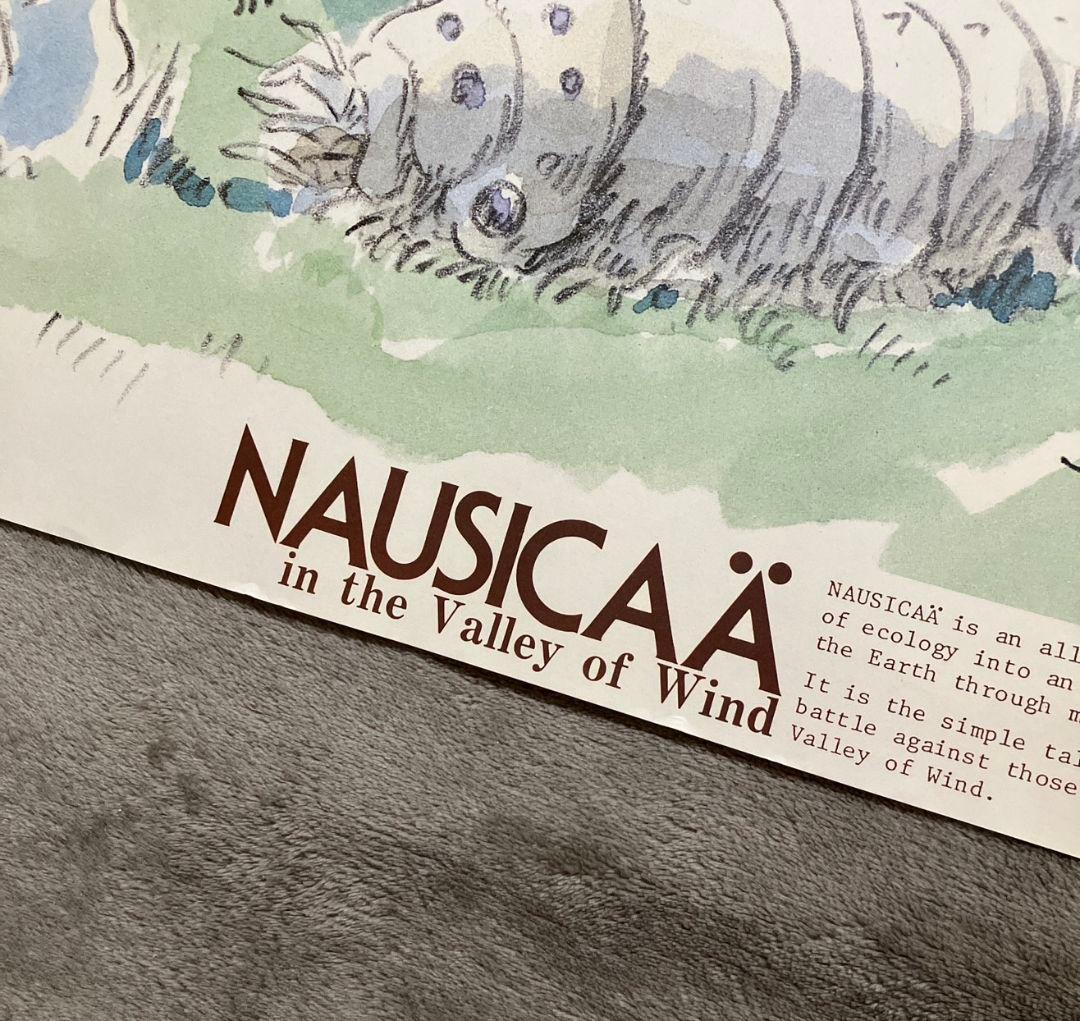 NAUSICAÄ
in the Valley of Wind
NAUSICAÄ is an all
of ecology into an
the Earth through
It is the simple
battle against those
Valley of Wind.